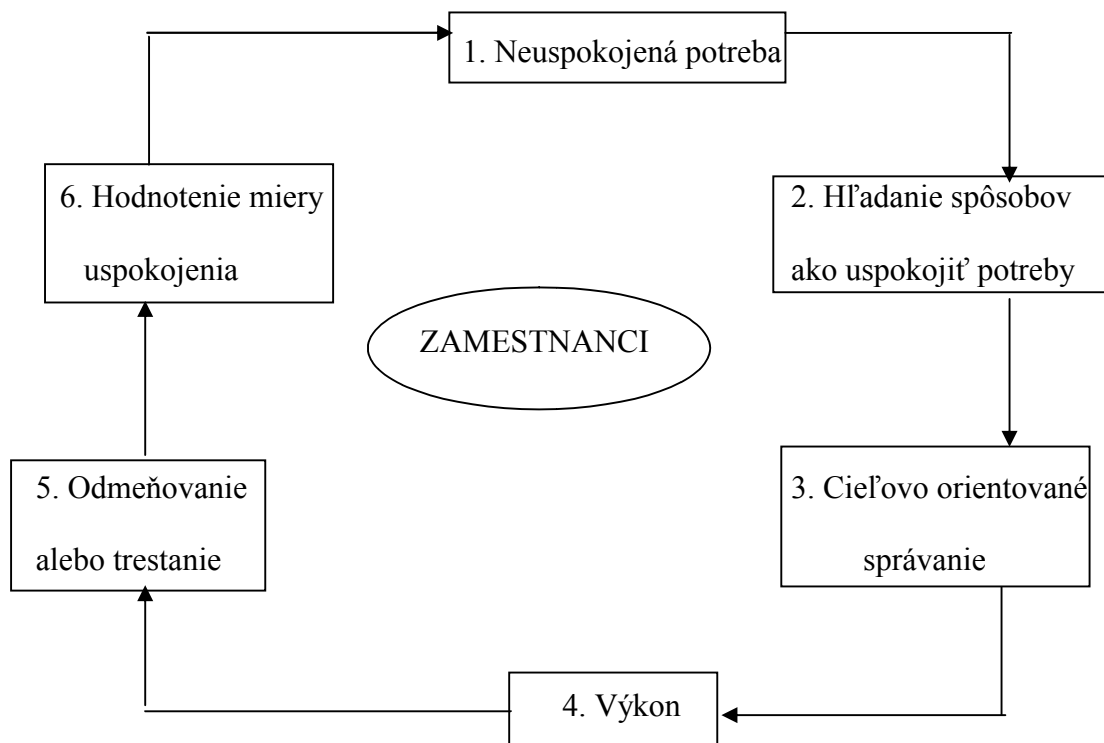 1. Neuspokojená potreba
2. Hľadanie spôsobov
ako uspokojiť potreby
3. Cieľovo orientované
správanie
4. Výkon
5. Odmeňovanie
alebo trestanie
6. Hodnotenie miery
uspokojenia
ZAMESTNANCI